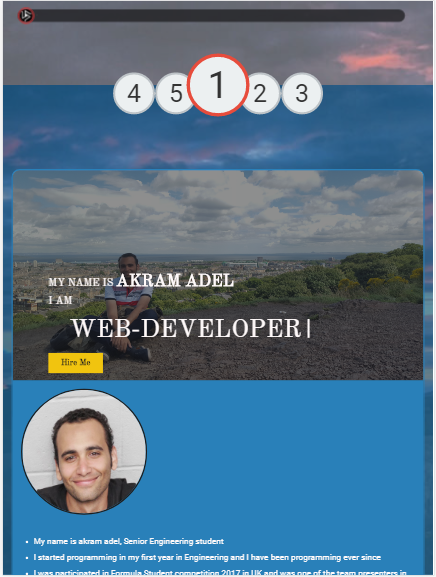 4 5 1 2 3
MY NAME IS AKRAM ADEL
I AM
WEB-DEVELOPER|
Hire Me
My name is akram adel, Senior Engineering student
I started programming in my first year in Engineering and I have been programming ever since
I was participated in Formula Student competition 2017 in UK and was one of the team presenters in